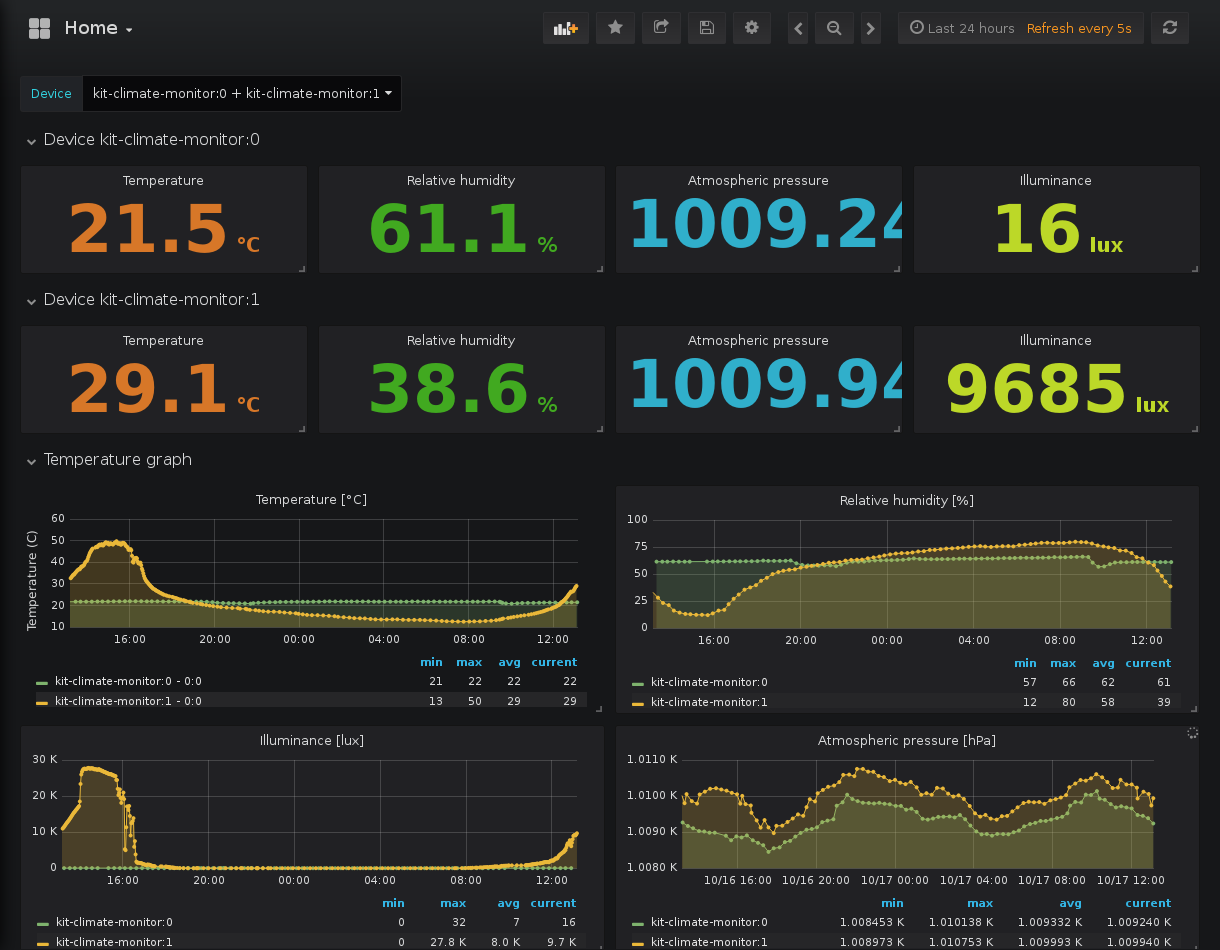 Home
Last 24 hours Refresh every 5s
Device kit-climate-monitor:0 + kit-climate-monitor:1
Device kit-climate-monitor:0
Temperature Relative humidity Atmospheric pressure Illuminance
21.5 °C 61.1 % 1009.24 16 lux
Device kit-climate-monitor:1
Temperature Relative humidity Atmospheric pressure Illuminance
29.1 °C 38.6 % 1009.94 9685 lux
Temperature graph
Temperature [°C]
Temperature (C)
60
50
40
30
20
10
16:00 20:00 00:00 04:00 08:00 12:00
min max avg current
kit-climate-monitor:0 - 0:0 21 22 22 22
kit-climate-monitor:1 - 0:0 13 50 29 29
Relative humidity [%]
100
75
50
25
0
16:00 20:00 00:00 04:00 08:00 12:00
min max avg current
kit-climate-monitor:0 57 66 62 61
kit-climate-monitor:1 12 80 58 39
Illuminance [lux]
30 K
20 K
10 K
0
16:00 20:00 00:00 04:00 08:00 12:00
min max avg current
kit-climate-monitor:0 0 32 7 16
kit-climate-monitor:1 0 27.8 K 8.0 K 9.7 K
Atmospheric pressure [hPa]
1.0110 K
1.0100 K
1.0090 K
1.0080 K
10/16 16:00 10/16 20:00 10/17 00:00 10/17 04:00 10/17 08:00 10/17 12:00
min max avg current
kit-climate-monitor:0 1.008453 K 1.010138 K 1.009332 K 1.009240 K
kit-climate-monitor:1 1.008973 K 1.010753 K 1.009993 K 1.009940 K